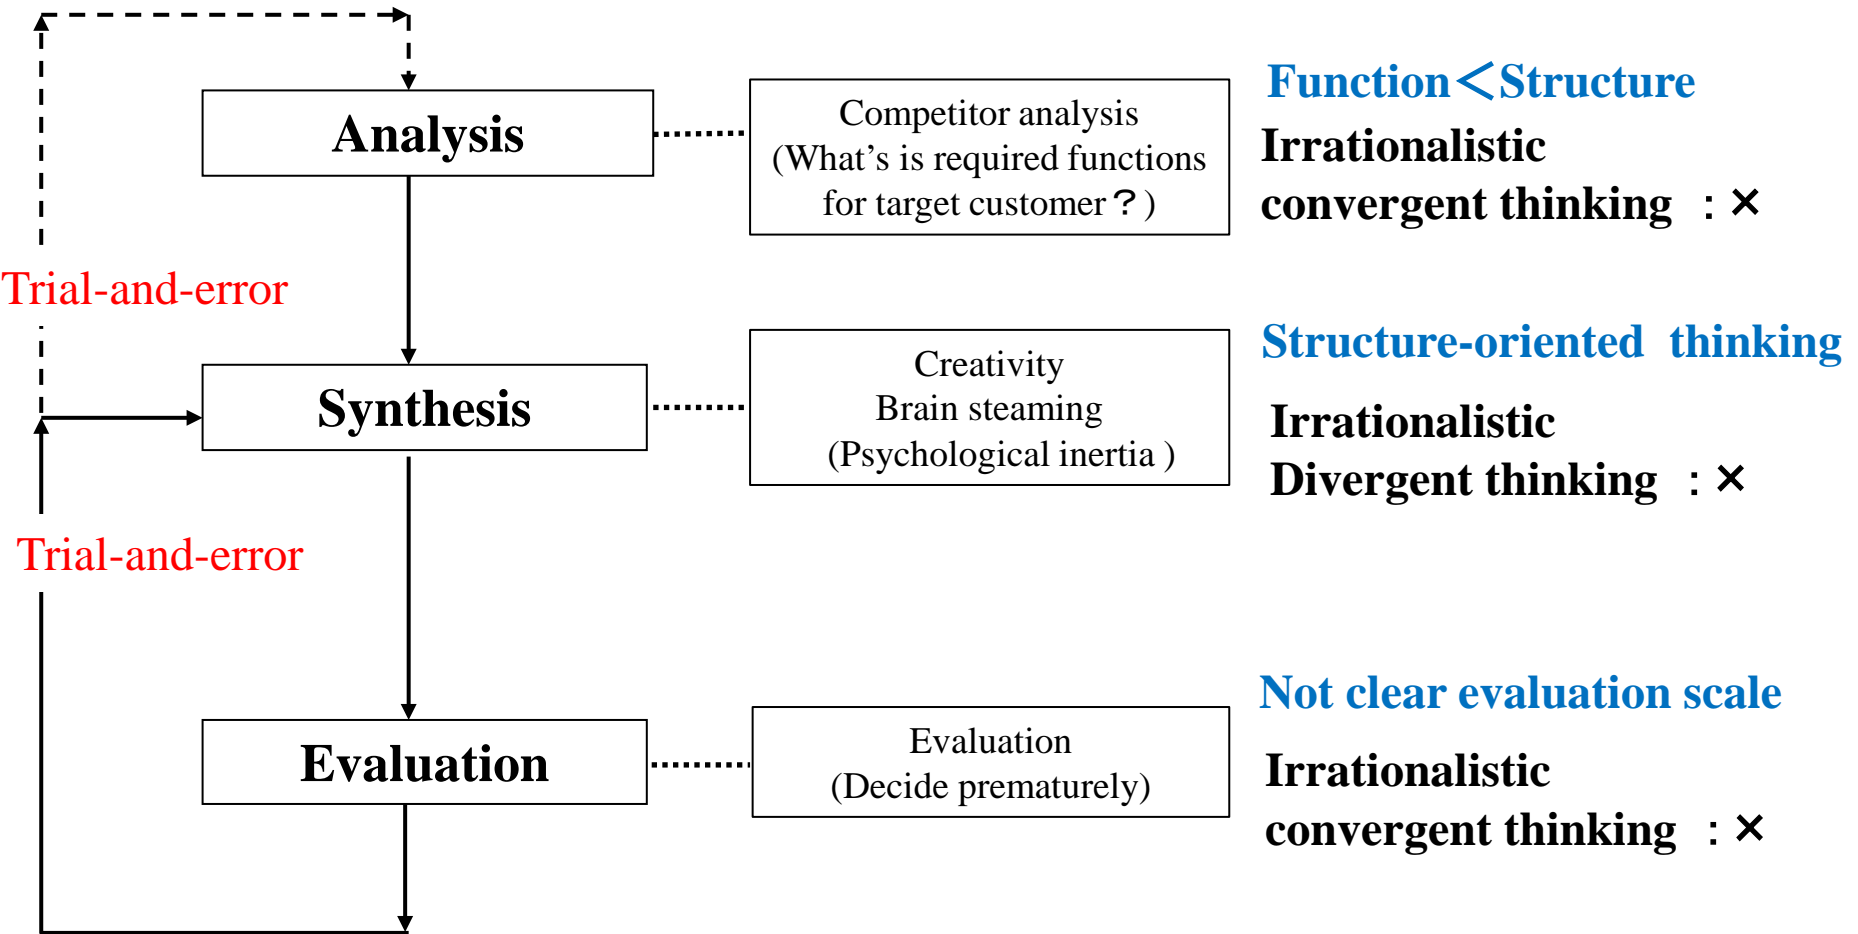 Analysis
Competitor analysis
(What’s is required functions
for target customer？)
Function＜Structure
Irrationalistic
convergent thinking ：×
Trial-and-error
Synthesis
Creativity
Brain steaming
(Psychological inertia )
Structure-oriented thinking
Irrationalistic
Divergent thinking ：×
Trial-and-error
Evaluation
Evaluation
(Decide prematurely)
Not clear evaluation scale
Irrationalistic
convergent thinking ：×